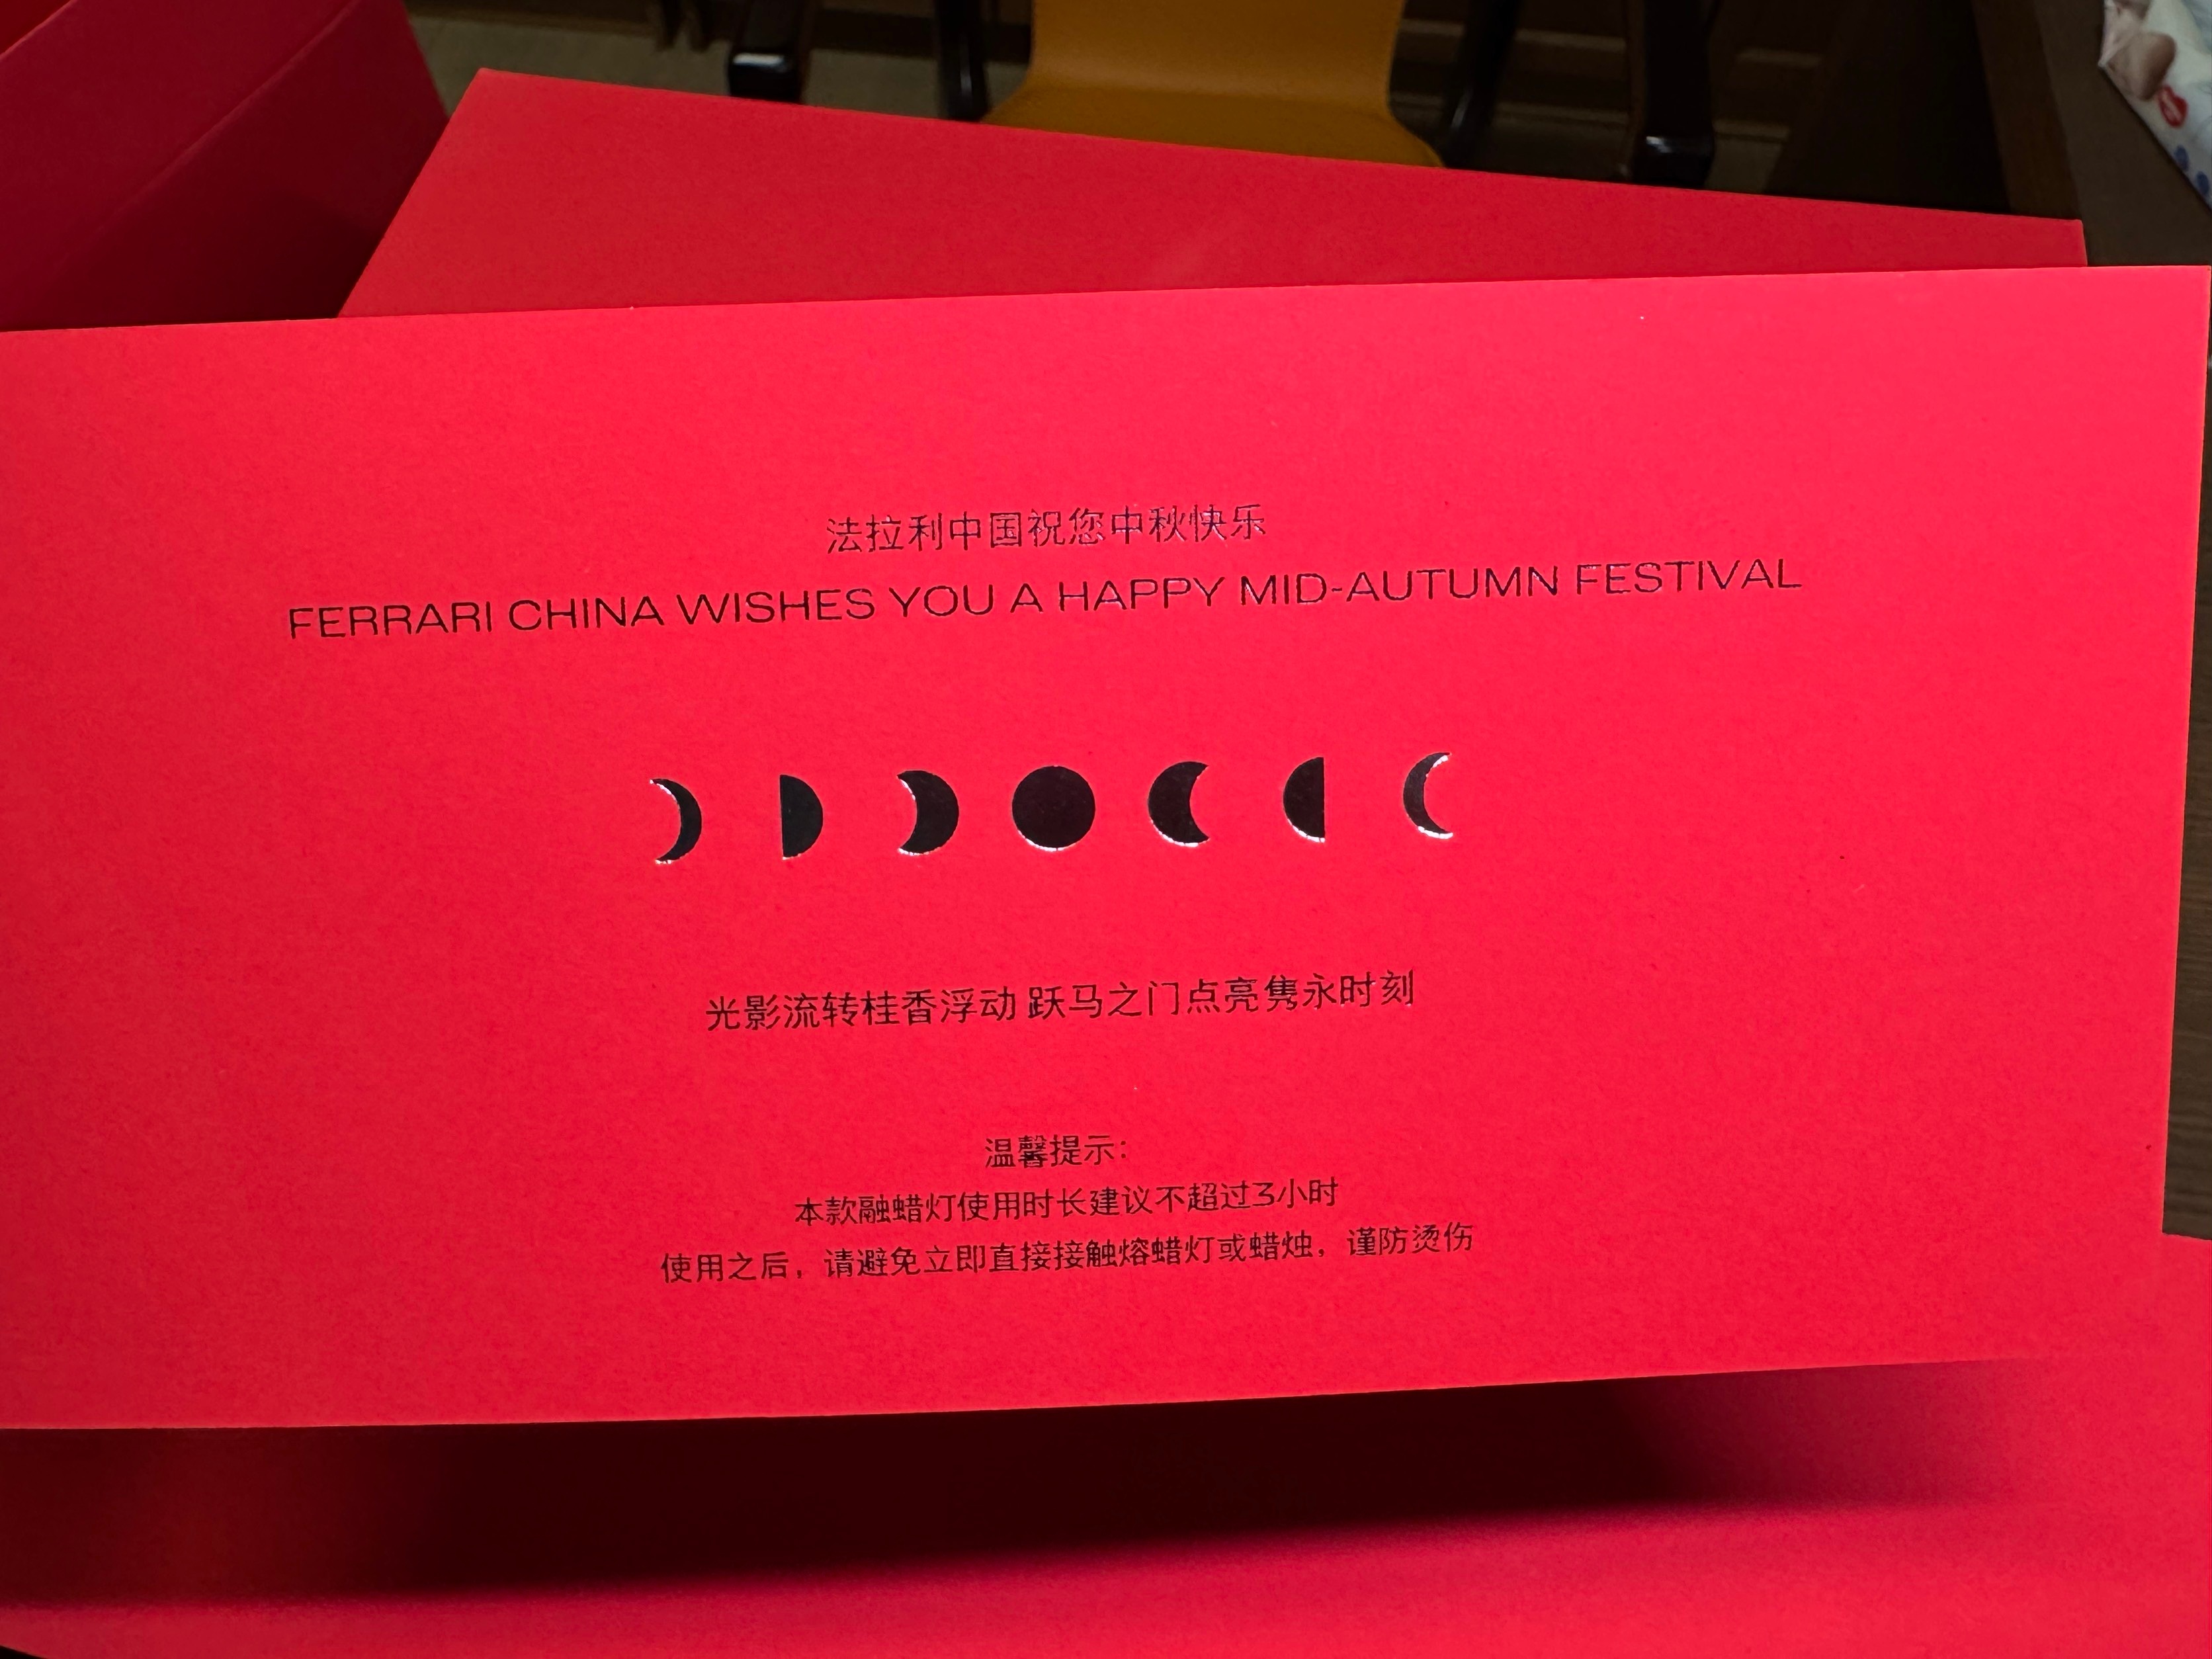 法拉利中国祝您中秋快乐
FERRARI CHINA WISHES YOU A HAPPY MID-AUTUMN FESTIVAL
光影流转桂香浮动 跃马之门点亮隽永时刻
温馨提示：
本款融蜡灯使用时长建议不超过3小时
使用之后，请避免立即直接接触熔蜡灯或蜡烛，谨防烫伤